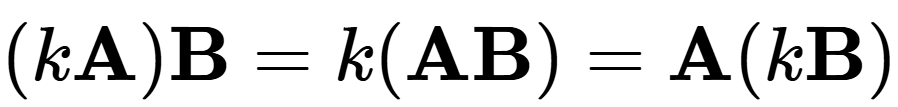 (kA)B = k(AB) = A(kB)